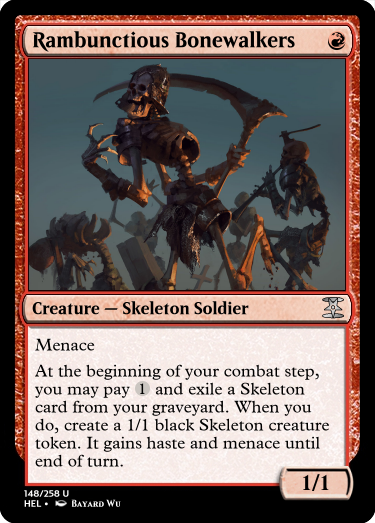 Rambunctious Bonewalkers
Creature — Skeleton Soldier
Menace
At the beginning of your combat step,
you may pay 1 and exile a Skeleton
card from your graveyard. When you
do, create a 1/1 black Skeleton creature
token. It gains haste and menace until
end of turn.
1/1
148/258 U
HEL • Bayard Wu